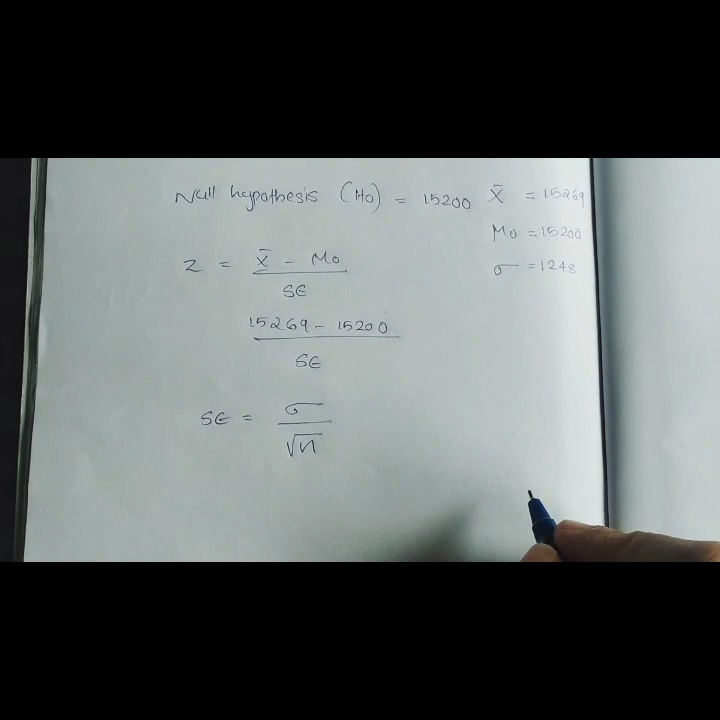 Null hypothesis (Ho) = 15200 X̄ = 15269
Mo = 15200
Z = X̄ - Mo
SE
σ = 1248
15269 - 15200
SE
SE = σ
√n